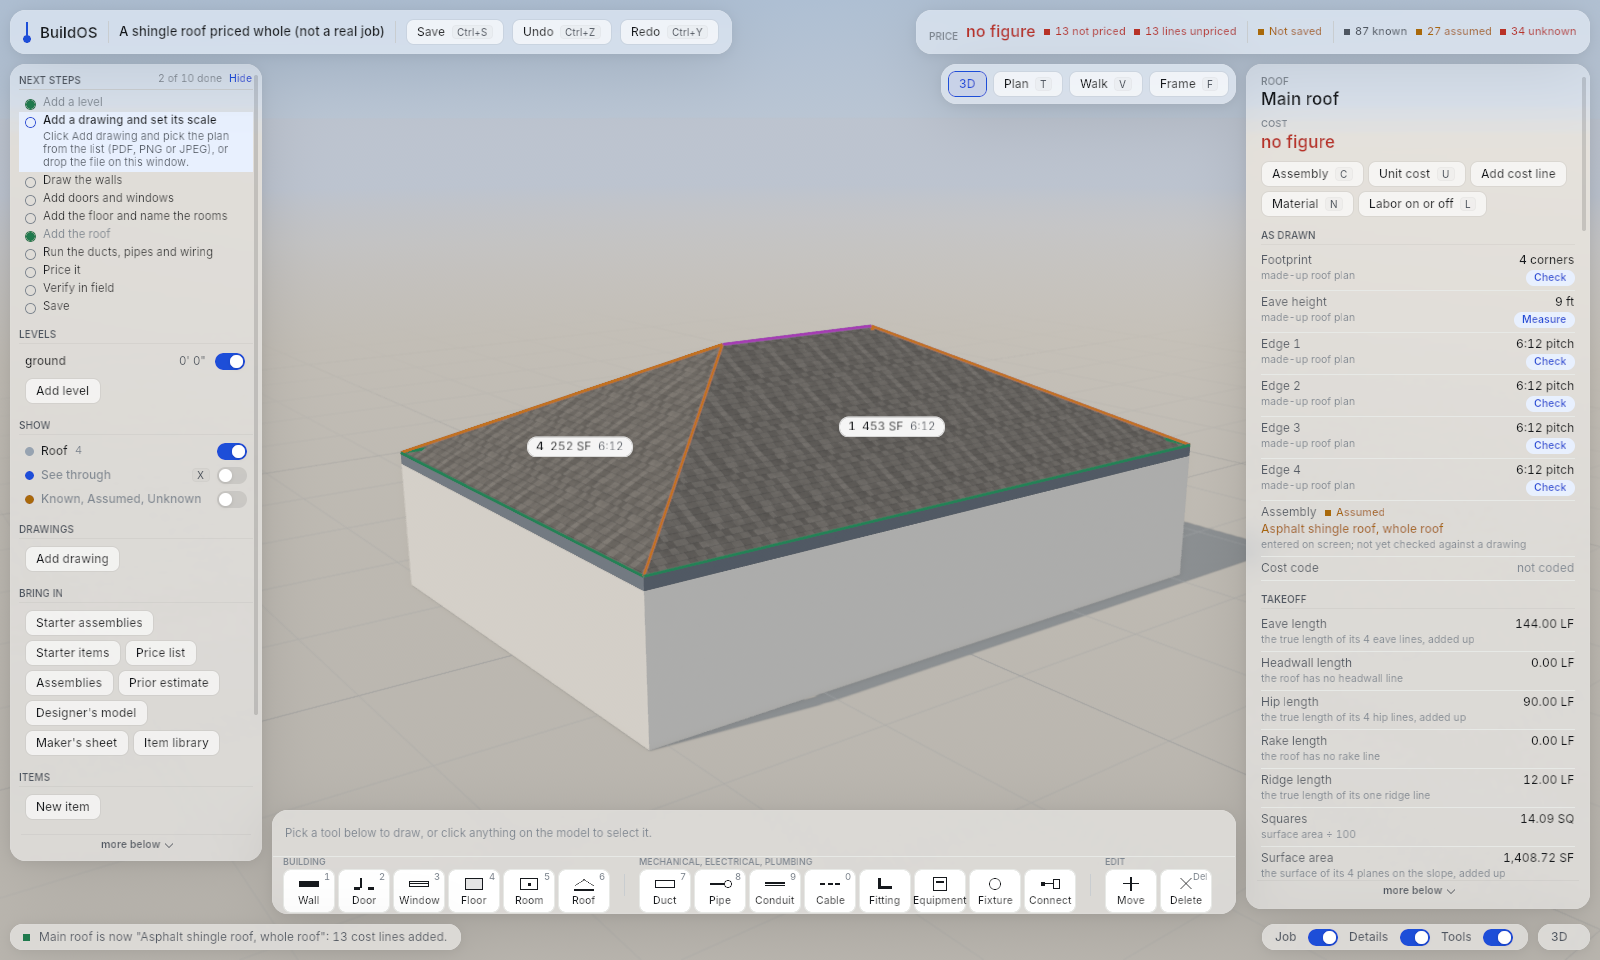 BuildOS
A shingle roof priced whole (not a real job)
Save Ctrl+S
Undo Ctrl+Z
Redo Ctrl+Y
PRICE no figure
13 not priced
13 lines unpriced
Not saved
87 known
27 assumed
34 unknown
NEXT STEPS
2 of 10 done Hide
Add a level
Add a drawing and set its scale
Click Add drawing and pick the plan
from the list (PDF, PNG or JPEG), or
drop the file on this window.
Draw the walls
Add doors and windows
Add the floor and name the rooms
Add the roof
Run the ducts, pipes and wiring
Price it
Verify in field
Save
LEVELS
ground 0' 0"
Add level
SHOW
Roof 4
See through X
Known, Assumed, Unknown
DRAWINGS
Add drawing
BRING IN
Starter assemblies
Starter items Price list
Assemblies Prior estimate
Designer's model
Maker's sheet Item library
ITEMS
New item
more below
3D
Plan T
Walk V
Frame F
4 252 SF 6:12
1 453 SF 6:12
ROOF
Main roof
COST
no figure
Assembly C Unit cost U Add cost line
Material N Labor on or off L
AS DRAWN
Footprint 4 corners
made-up roof plan Check
Eave height 9 ft
made-up roof plan Measure
Edge 1 6:12 pitch
made-up roof plan Check
Edge 2 6:12 pitch
made-up roof plan Check
Edge 3 6:12 pitch
made-up roof plan Check
Edge 4 6:12 pitch
made-up roof plan Check
Assembly Assumed
Asphalt shingle roof, whole roof
entered on screen; not yet checked against a drawing
Cost code not coded
TAKEOFF
Eave length 144.00 LF
the true length of its 4 eave lines, added up
Headwall length 0.00 LF
the roof has no headwall line
Hip length 90.00 LF
the true length of its 4 hip lines, added up
Rake length 0.00 LF
the roof has no rake line
Ridge length 12.00 LF
the true length of its one ridge line
Squares 14.09 SQ
surface area ÷ 100
Surface area 1,408.72 SF
the surface of its 4 planes on the slope, added up
more below
Pick a tool below to draw, or click anything on the model to select it.
BUILDING
1 Wall
2 Door
3 Window
4 Floor
5 Room
6 Roof
MECHANICAL, ELECTRICAL, PLUMBING
7 Duct
8 Pipe
9 Conduit
0 Cable
Fitting
Equipment
Fixture
Connect
EDIT
Move
Del Delete
Main roof is now "Asphalt shingle roof, whole roof": 13 cost lines added.
Job Details Tools 3D